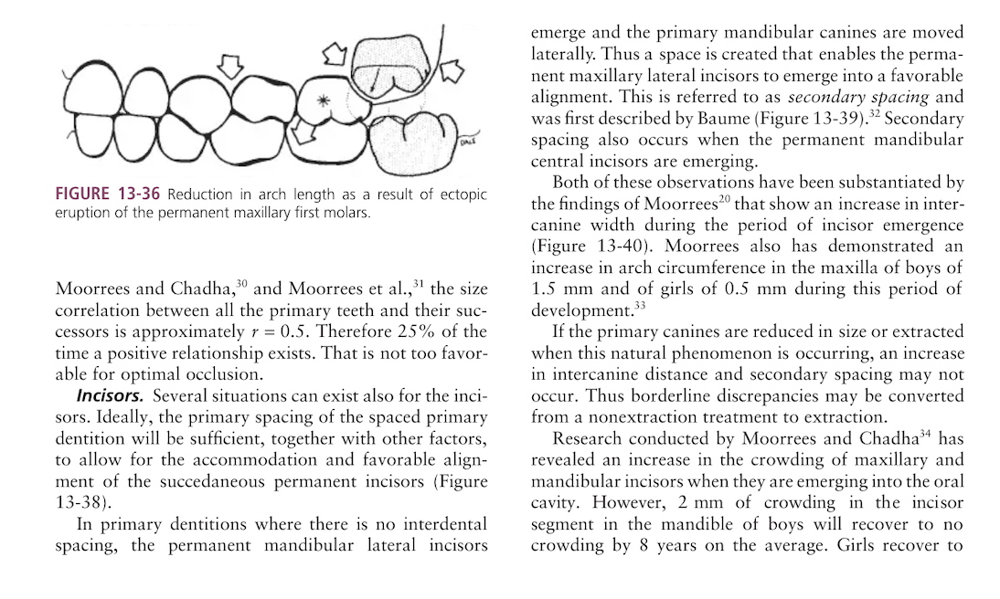 DALE
FIGURE 13-36 Reduction in arch length as a result of ectopic
eruption of the permanent maxillary first molars.
Moorrees and Chadha,30 and Moorrees et al.,31 the size
correlation between all the primary teeth and their suc-
cessors is approximately r = 0.5. Therefore 25% of the
time a positive relationship exists. That is not too favor-
able for optimal occlusion.
Incisors. Several situations can exist also for the inci-
sors. Ideally, the primary spacing of the spaced primary
dentition will be sufficient, together with other factors,
to allow for the accommodation and favorable align-
ment of the succedaneous permanent incisors (Figure
13-38).
In primary dentitions where there is no interdental
spacing, the permanent mandibular lateral incisors
emerge and the primary mandibular canines are moved
laterally. Thus a space is created that enables the perma-
nent maxillary lateral incisors to emerge into a favorable
alignment. This is referred to as secondary spacing and
was first described by Baume (Figure 13-39).32 Secondary
spacing also occurs when the permanent mandibular
central incisors are emerging.
Both of these observations have been substantiated by
the findings of Moorrees20 that show an increase in inter-
canine width during the period of incisor emergence
(Figure 13-40). Moorrees also has demonstrated an
increase in arch circumference in the maxilla of boys of
1.5 mm and of girls of 0.5 mm during this period of
development.33
If the primary canines are reduced in size or extracted
when this natural phenomenon is occurring, an increase
in intercanine distance and secondary spacing may not
occur. Thus borderline discrepancies may be converted
from a nonextraction treatment to extraction.
Research conducted by Moorrees and Chadha34 has
revealed an increase in the crowding of maxillary and
mandibular incisors when they are emerging into the oral
cavity. However, 2 mm of crowding in the incisor
segment in the mandible of boys will recover to no
crowding by 8 years on the average. Girls recover to